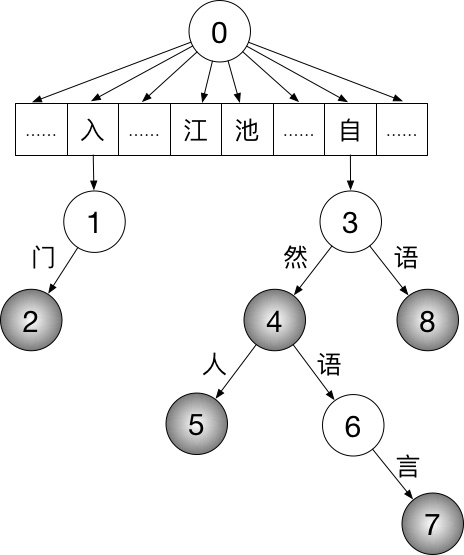 0
…… 入 …… 江 池 …… 自 ……
1 3
门 然 语
2 4 8
人 语
5 6
言
7